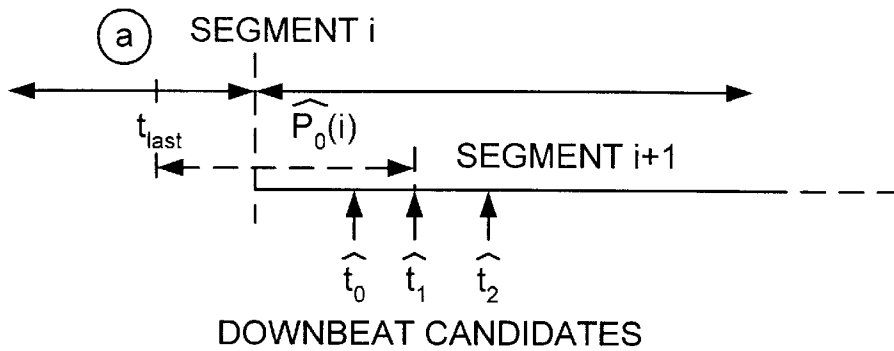 a SEGMENT i
t_last P̂_0(i)
SEGMENT i+1
t̂_0 t̂_1 t̂_2
DOWNBEAT CANDIDATES